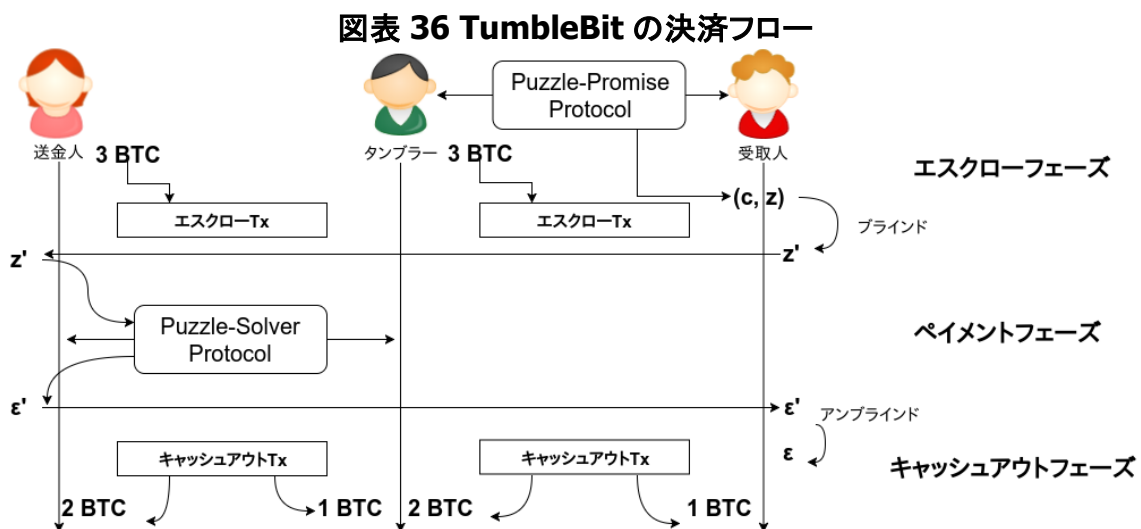 図表 36 TumbleBit の決済フロー
Puzzle-Promise
Protocol
送金人
3 BTC
タンブラー
3 BTC
受取人
エスクローフェーズ
(c, z)
エスクローTx
エスクローTx
ブラインド
z'
z'
Puzzle-Solver
Protocol
ペイメントフェーズ
ε'
ε'
アンブラインド
キャッシュアウトTx
キャッシュアウトTx
ε
キャッシュアウトフェーズ
2 BTC
1 BTC
2 BTC
1 BTC